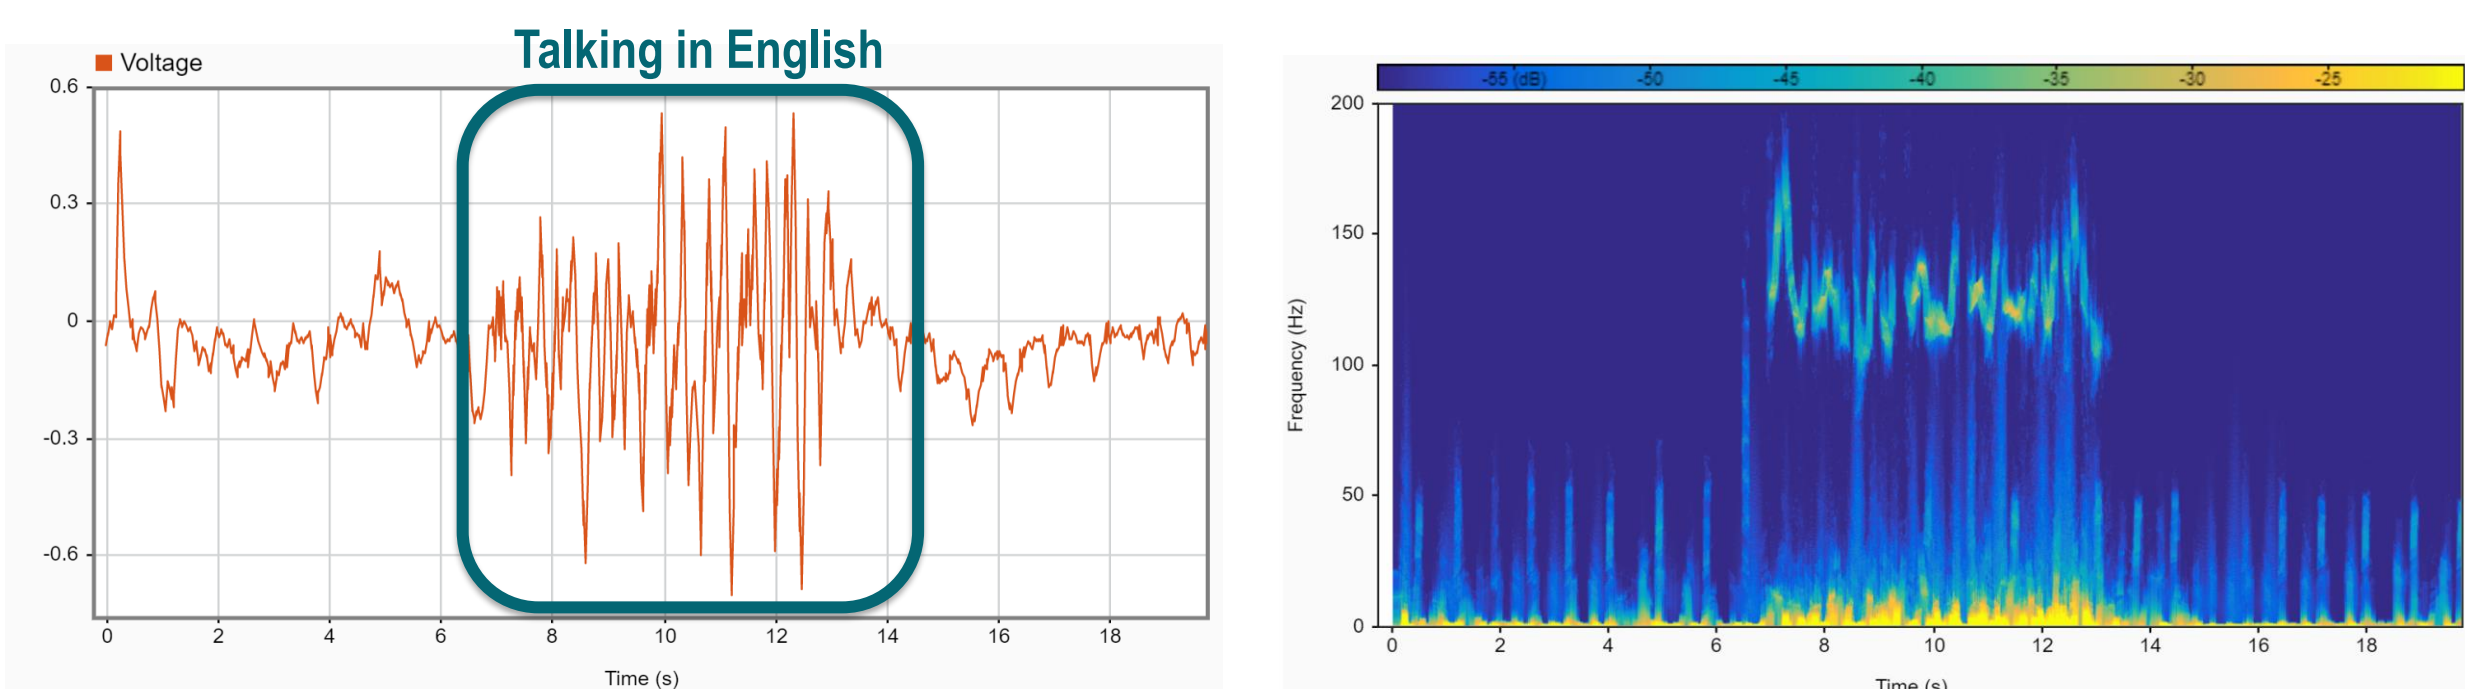 Talking in English
Voltage
0.6
0.3
0
-0.3
-0.6
0 2 4 6 8 10 12 14 16 18
Time (s)
-55 (dB) -50 -45 -40 -35 -30 -25
200
150
100
50
0
Frequency (Hz)
0 2 4 6 8 10 12 14 16 18
Time (s)